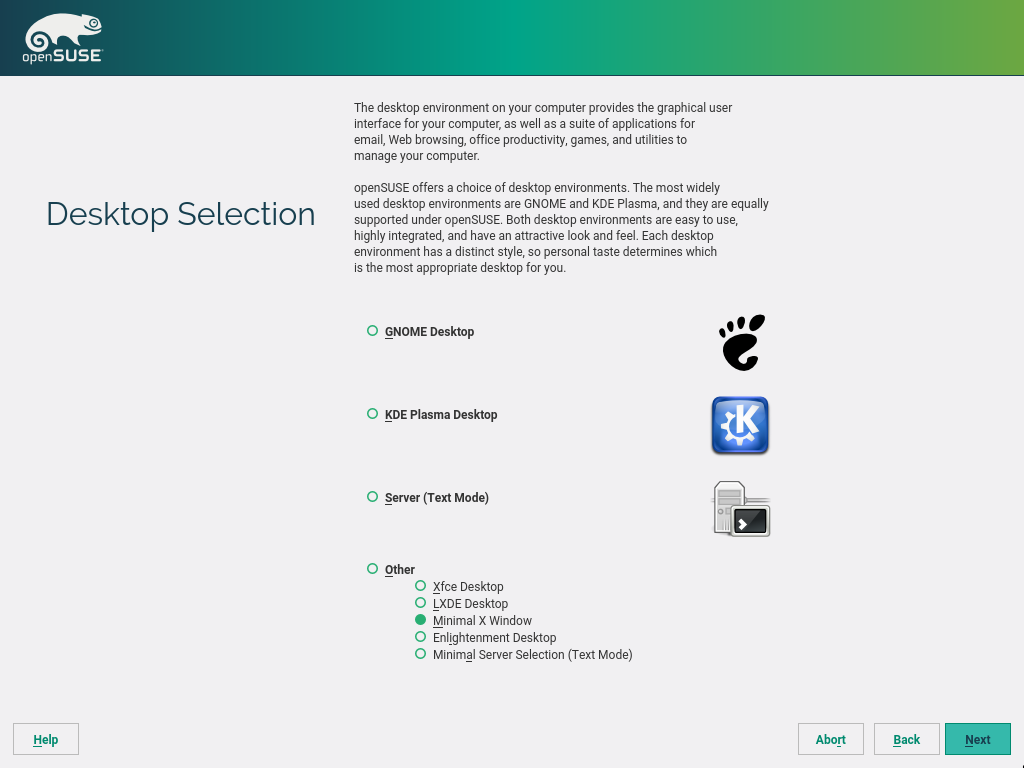 openSUSE
The desktop environment on your computer provides the graphical user
interface for your computer, as well as a suite of applications for
email, Web browsing, office productivity, games, and utilities to
manage your computer.
Desktop Selection
openSUSE offers a choice of desktop environments. The most widely
used desktop environments are GNOME and KDE Plasma, and they are equally
supported under openSUSE. Both desktop environments are easy to use,
highly integrated, and have an attractive look and feel. Each desktop
environment has a distinct style, so personal taste determines which
is the most appropriate desktop for you.
GNOME Desktop
KDE Plasma Desktop
Server (Text Mode)
Other
Xfce Desktop
LXDE Desktop
Minimal X Window
Enlightenment Desktop
Minimal Server Selection (Text Mode)
Help
Abort
Back
Next